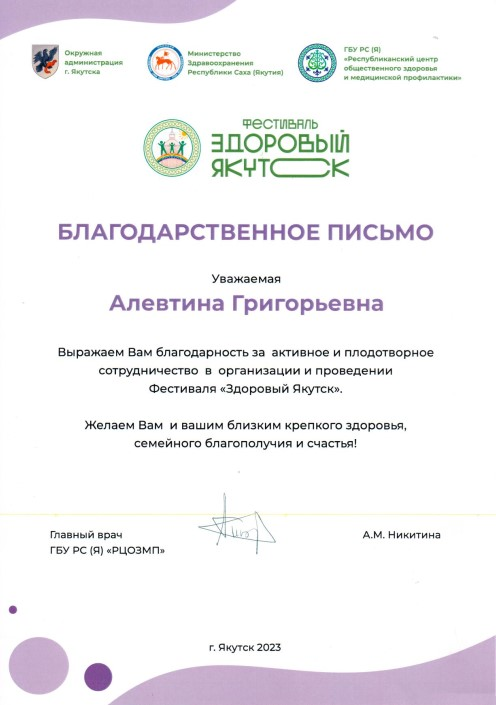 Окружная
администрация
г. Якутска
Министерство
Здравоохранения
Республики Саха (Якутия)
ГБУ РС (Я)
«Республиканский центр
общественного здоровья
и медицинской профилактики»
ФЕСТИВАЛЬ
ЗДОРОВЫЙ
ЯКУТСК
БЛАГОДАРСТВЕННОЕ ПИСЬМО
Уважаемая
Алевтина Григорьевна
Выражаем Вам благодарность за активное и плодотворное
сотрудничество в организации и проведении
Фестиваля «Здоровый Якутск».
Желаем Вам и вашим близким крепкого здоровья,
семейного благополучия и счастья!
Главный врач
ГБУ РС (Я) «РЦОЗМП»
А.М. Никитина
г. Якутск 2023